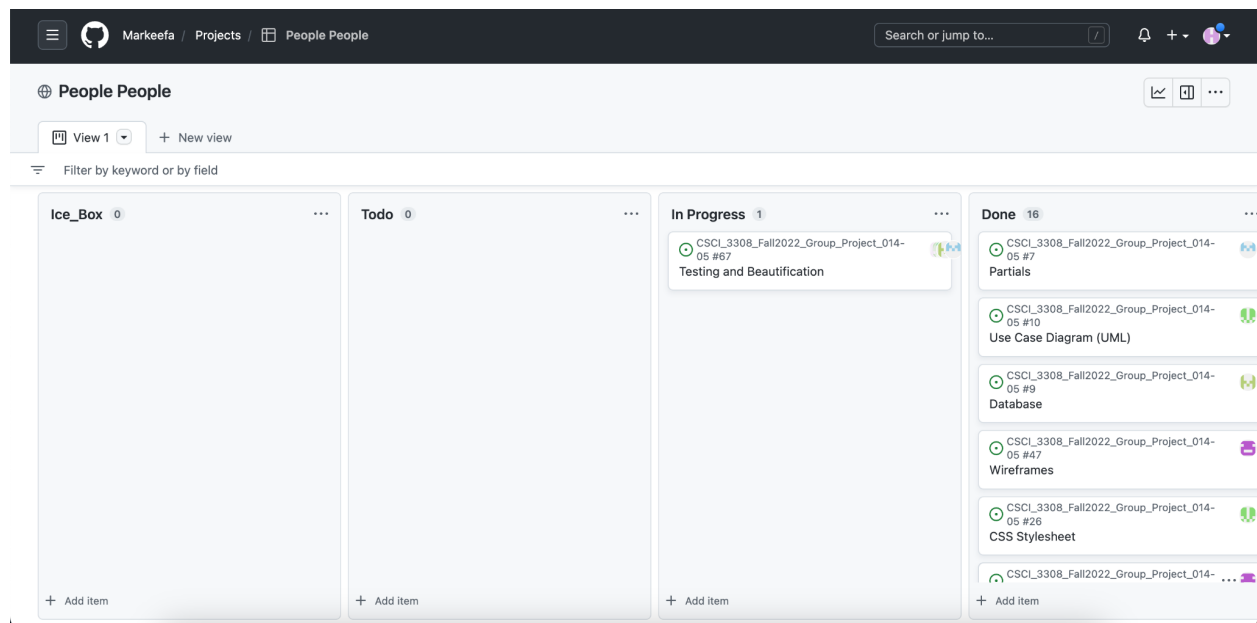 Markeefa / Projects / People People
Search or jump to... /
People People
View 1
+ New view
Filter by keyword or by field
Ice_Box 0
Todo 0
In Progress 1
CSCI_3308_Fall2022_Group_Project_014-
05 #67
Testing and Beautification
Done 16
CSCI_3308_Fall2022_Group_Project_014-
05 #7
Partials
CSCI_3308_Fall2022_Group_Project_014-
05 #10
Use Case Diagram (UML)
CSCI_3308_Fall2022_Group_Project_014-
05 #9
Database
CSCI_3308_Fall2022_Group_Project_014-
05 #47
Wireframes
CSCI_3308_Fall2022_Group_Project_014-
05 #26
CSS Stylesheet
CSCI_3308_Fall2022_Group_Project_014-
+ Add item
+ Add item
+ Add item
+ Add item